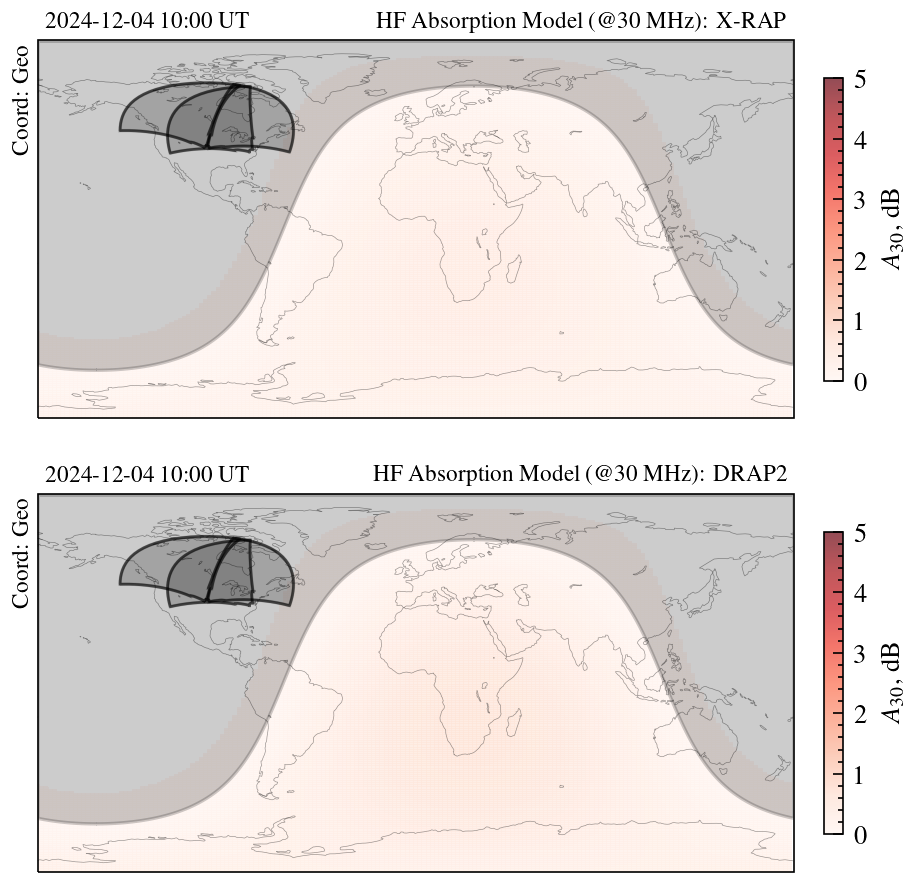 2024-12-04 10:00 UT HF Absorption Model (@30 MHz): X-RAP
Coord: Geo
5
4
3
2
1
0
A30, dB
2024-12-04 10:00 UT HF Absorption Model (@30 MHz): DRAP2
Coord: Geo
5
4
3
2
1
0
A30, dB